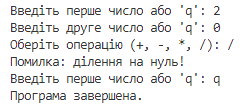 Введіть перше число або 'q': 2
Введіть друге число або 'q': 0
Оберіть операцію (+, -, *, /): /
Помилка: ділення на нуль!
Введіть перше число або 'q': q
Програма завершена.